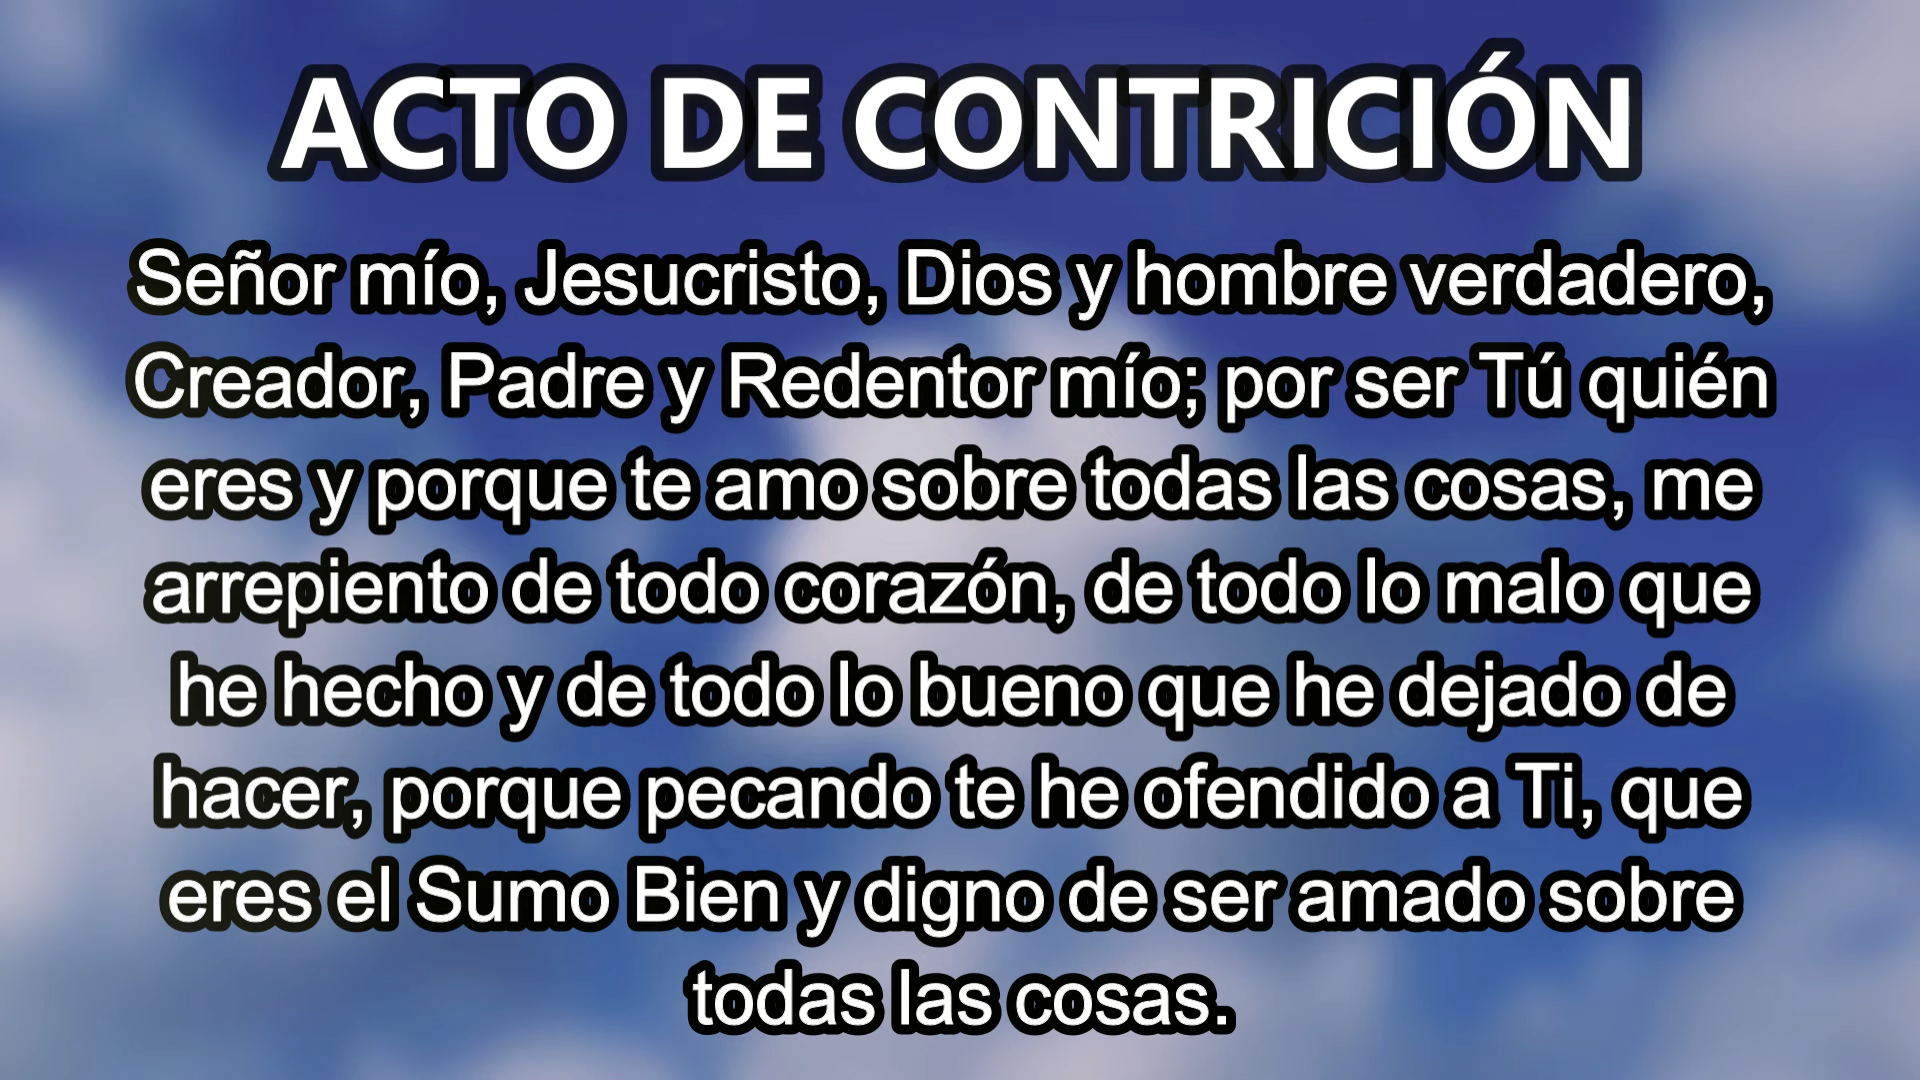 ACTO DE CONTRICIÓN
Señor mío, Jesucristo, Dios y hombre verdadero,
Creador, Padre y Redentor mío; por ser Tú quién
eres y porque te amo sobre todas las cosas, me
arrepiento de todo corazón, de todo lo malo que
he hecho y de todo lo bueno que he dejado de
hacer, porque pecando te he ofendido a Ti, que
eres el Sumo Bien y digno de ser amado sobre
todas las cosas.